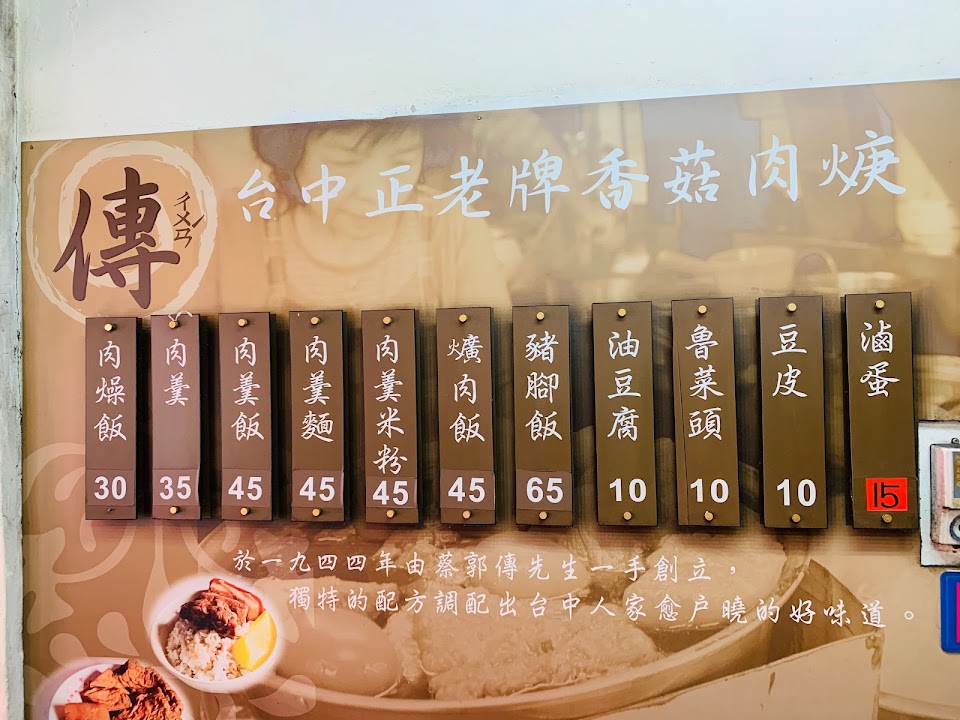 傳
ㄔㄨㄢˊ
台中正老牌香菇肉焿
肉燥飯 30
肉羹 35
肉羹飯 45
肉羹麵 45
肉羹米粉 45
爌肉飯 45
豬腳飯 65
油豆腐 10
魯菜頭 10
豆皮 10
滷蛋 15
於一九四四年由蔡郭傳先生一手創立，
獨特的配方調配出台中人家愈户曉的好味道。